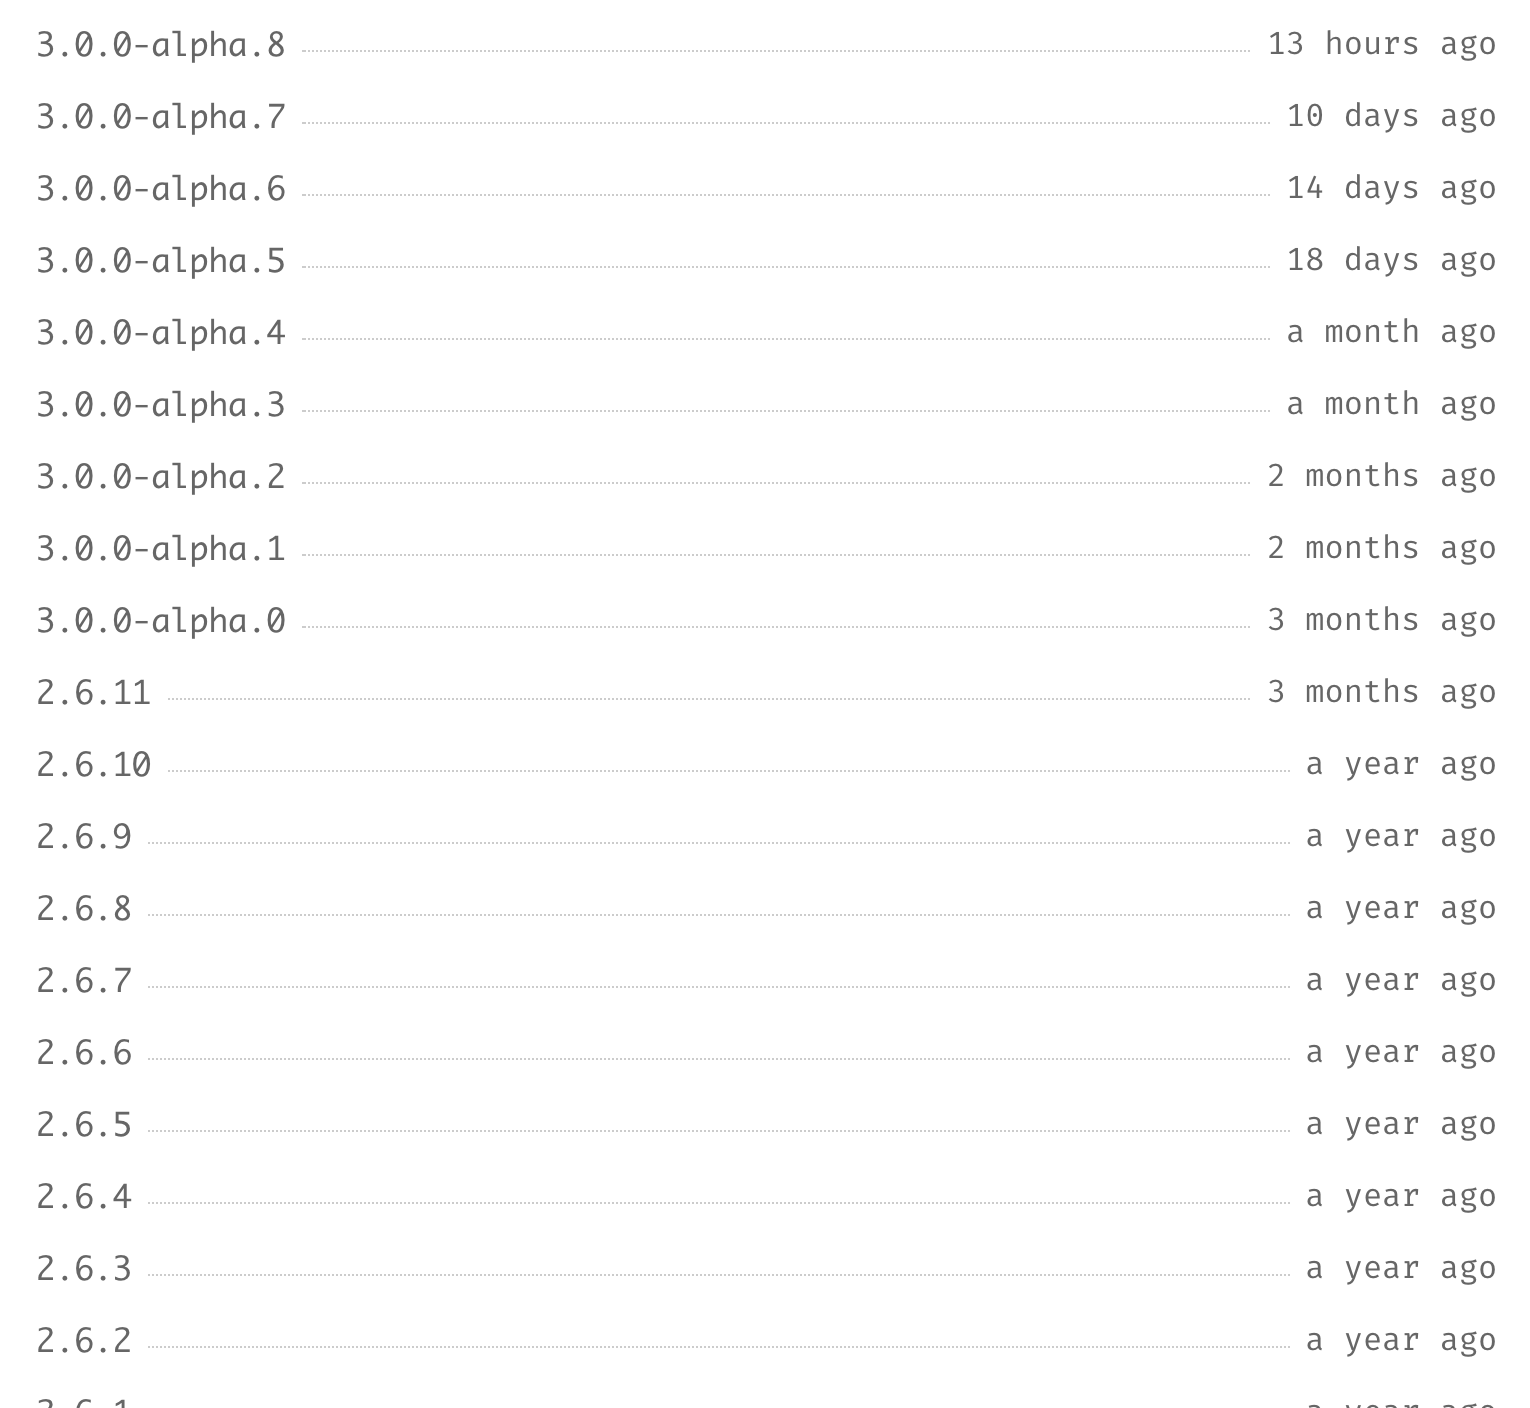 3.0.0-alpha.8 13 hours ago
3.0.0-alpha.7 10 days ago
3.0.0-alpha.6 14 days ago
3.0.0-alpha.5 18 days ago
3.0.0-alpha.4 a month ago
3.0.0-alpha.3 a month ago
3.0.0-alpha.2 2 months ago
3.0.0-alpha.1 2 months ago
3.0.0-alpha.0 3 months ago
2.6.11 3 months ago
2.6.10 a year ago
2.6.9 a year ago
2.6.8 a year ago
2.6.7 a year ago
2.6.6 a year ago
2.6.5 a year ago
2.6.4 a year ago
2.6.3 a year ago
2.6.2 a year ago